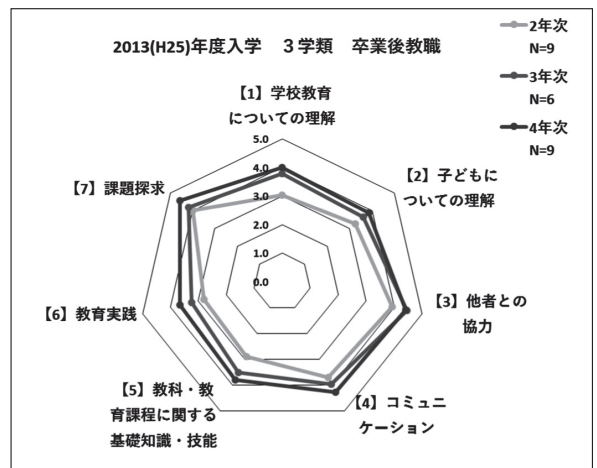 2013(H25)年度入学　３学類　卒業後教職
2年次
N=9
3年次
N=6
4年次
N=9
【1】学校教育
についての理解
【2】子どもに
ついての理解
【3】他者との
協力
【4】コミュニ
ケーション
【5】教科・教
育課程に関する
基礎知識・技能
【6】教育実践
【7】課題探求
5.0
4.0
3.0
2.0
1.0
0.0